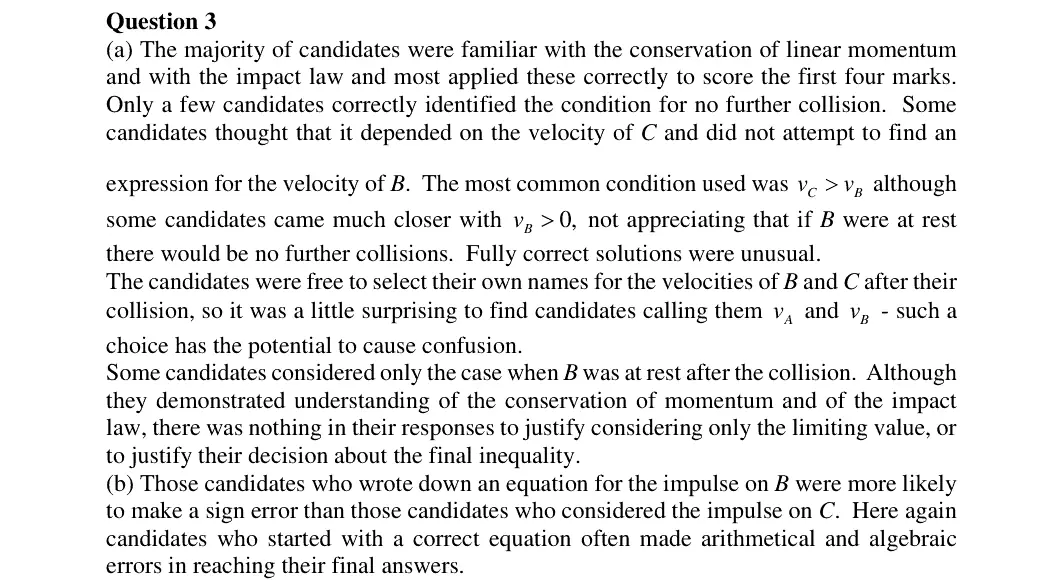 Question 3
(a) The majority of candidates were familiar with the conservation of linear momentum
and with the impact law and most applied these correctly to score the first four marks.
Only a few candidates correctly identified the condition for no further collision.  Some
candidates thought that it depended on the velocity of C and did not attempt to find an
expression for the velocity of B.  The most common condition used was v_C > v_B although
some candidates came much closer with v_B > 0, not appreciating that if B were at rest
there would be no further collisions.  Fully correct solutions were unusual.
The candidates were free to select their own names for the velocities of B and C after their
collision, so it was a little surprising to find candidates calling them v_A and v_B - such a
choice has the potential to cause confusion.
Some candidates considered only the case when B was at rest after the collision.  Although
they demonstrated understanding of the conservation of momentum and of the impact
law, there was nothing in their responses to justify considering only the limiting value, or
to justify their decision about the final inequality.
(b) Those candidates who wrote down an equation for the impulse on B were more likely
to make a sign error than those candidates who considered the impulse on C.  Here again
candidates who started with a correct equation often made arithmetical and algebraic
errors in reaching their final answers.